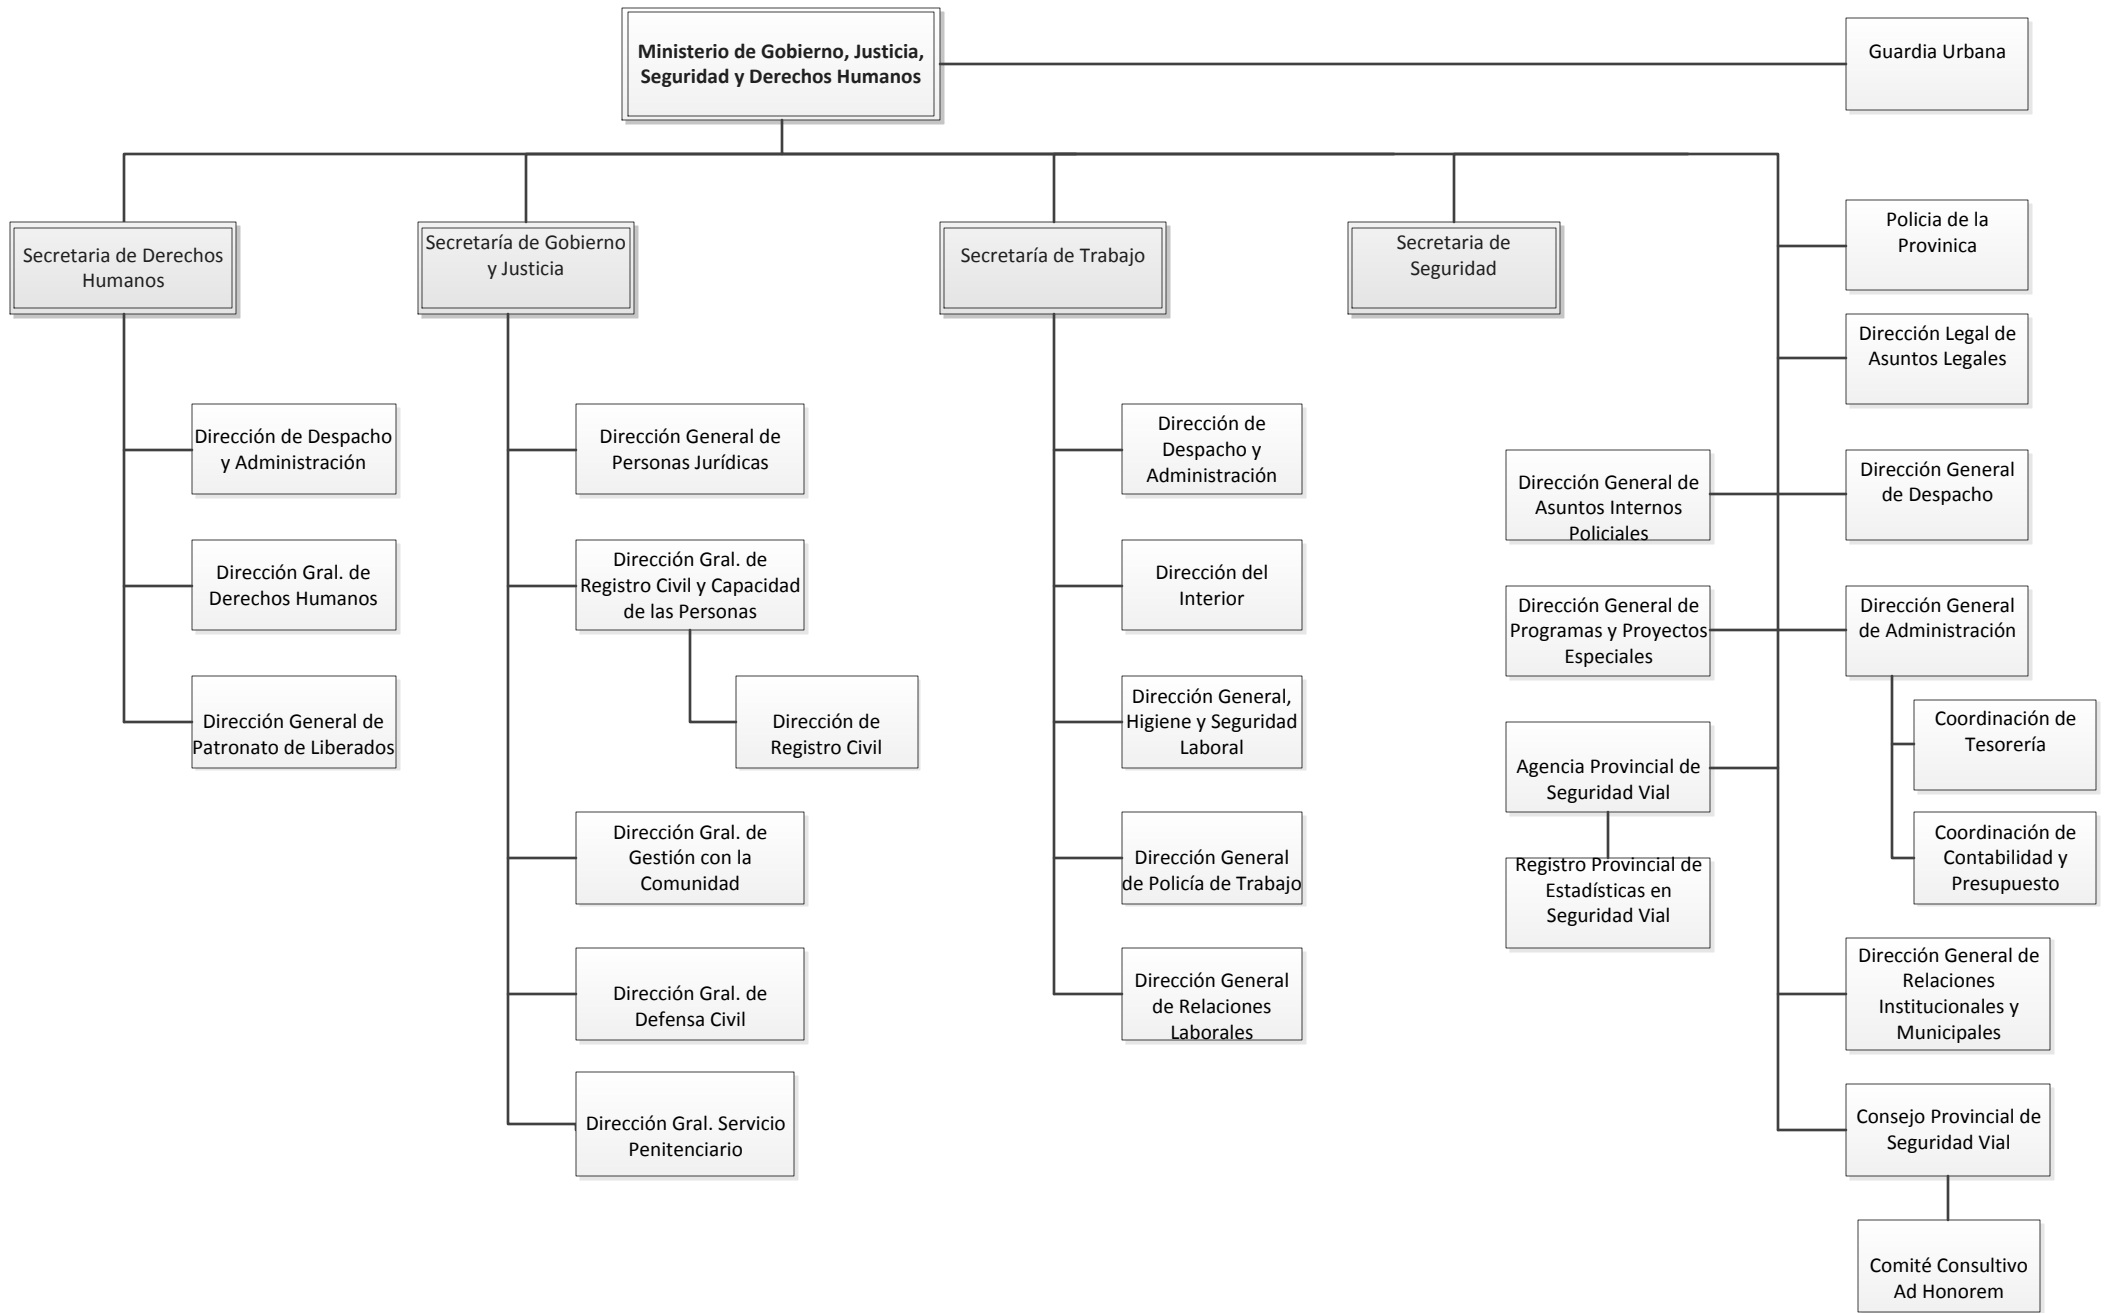 Ministerio de Gobierno, Justicia,
Seguridad y Derechos Humanos
Guardia Urbana
Secretaria de Derechos
Humanos
Secretaría de Gobierno
y Justicia
Secretaría de Trabajo
Secretaria de
Seguridad
Policia de la
Provinica
Dirección Legal de
Asuntos Legales
Dirección de Despacho
y Administración
Dirección Gral. de
Derechos Humanos
Dirección General de
Patronato de Liberados
Dirección General de
Personas Jurídicas
Dirección Gral. de
Registro Civil y Capacidad
de las Personas
Dirección de
Registro Civil
Dirección Gral. de
Gestión con la
Comunidad
Dirección Gral. de
Defensa Civil
Dirección Gral. Servicio
Penitenciario
Dirección de
Despacho y
Administración
Dirección del
Interior
Dirección General,
Higiene y Seguridad
Laboral
Dirección General
de Policía de Trabajo
Dirección General
de Relaciones
Laborales
Dirección General de
Asuntos Internos
Policiales
Dirección General de
Programas y Proyectos
Especiales
Agencia Provincial de
Seguridad Vial
Registro Provincial de
Estadísticas en
Seguridad Vial
Dirección General
de Despacho
Dirección General
de Administración
Coordinación de
Tesorería
Coordinación de
Contabilidad y
Presupuesto
Dirección General de
Relaciones
Institucionales y
Municipales
Consejo Provincial de
Seguridad Vial
Comité Consultivo
Ad Honorem